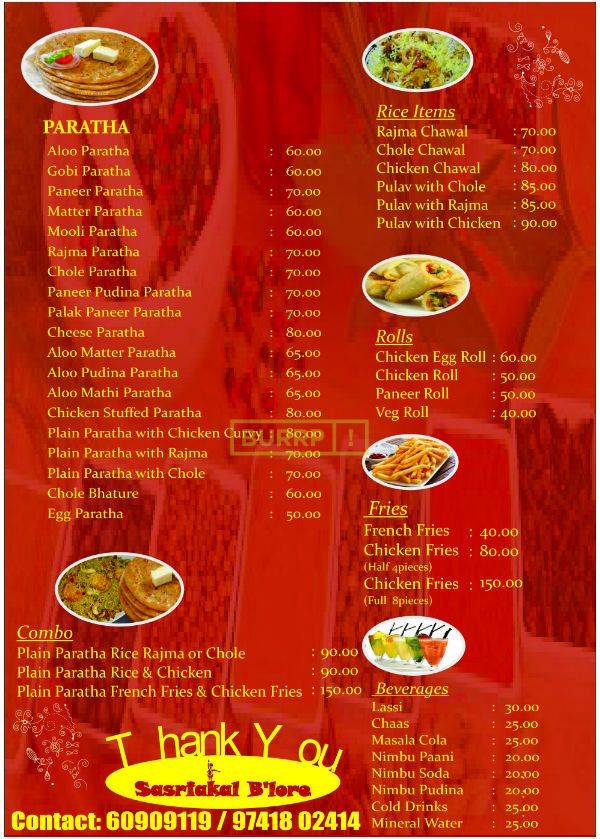 PARATHA
Aloo Paratha : 60.00
Gobi Paratha : 60.00
Paneer Paratha : 70.00
Matter Paratha : 60.00
Mooli Paratha : 60.00
Rajma Paratha : 70.00
Chole Paratha : 70.00
Paneer Pudina Paratha : 70.00
Palak Paneer Paratha : 70.00
Cheese Paratha : 80.00
Aloo Matter Paratha : 65.00
Aloo Pudina Paratha : 65.00
Aloo Mathi Paratha : 65.00
Chicken Stuffed Paratha : 80.00
Plain Paratha with Chicken Curry : 80.00
Plain Paratha with Rajma : 70.00
Plain Paratha with Chole : 70.00
Chole Bhature : 60.00
Egg Paratha : 50.00
BURRP !
Combo
Plain Paratha Rice Rajma or Chole : 90.00
Plain Paratha Rice & Chicken : 90.00
Plain Paratha French Fries & Chicken Fries : 150.00
Rice Items
Rajma Chawal : 70.00
Chole Chawal : 70.00
Chicken Chawal : 80.00
Pulav with Chole : 85.00
Pulav with Rajma : 85.00
Pulav with Chicken : 90.00
Rolls
Chicken Egg Roll : 60.00
Chicken Roll : 50.00
Paneer Roll : 50.00
Veg Roll : 40.00
Fries
French Fries : 40.00
Chicken Fries : 80.00
(Half 4pieces)
Chicken Fries : 150.00
(Full 8pieces)
Beverages
Lassi : 30.00
Chaas : 25.00
Masala Cola : 25.00
Nimbu Paani : 20.00
Nimbu Soda : 20.00
Nimbu Pudina : 20.00
Cold Drinks : 25.00
Mineral Water : 25.00
Thank You
Sasriakal B'lore
Contact: 60909119 / 97418 02414